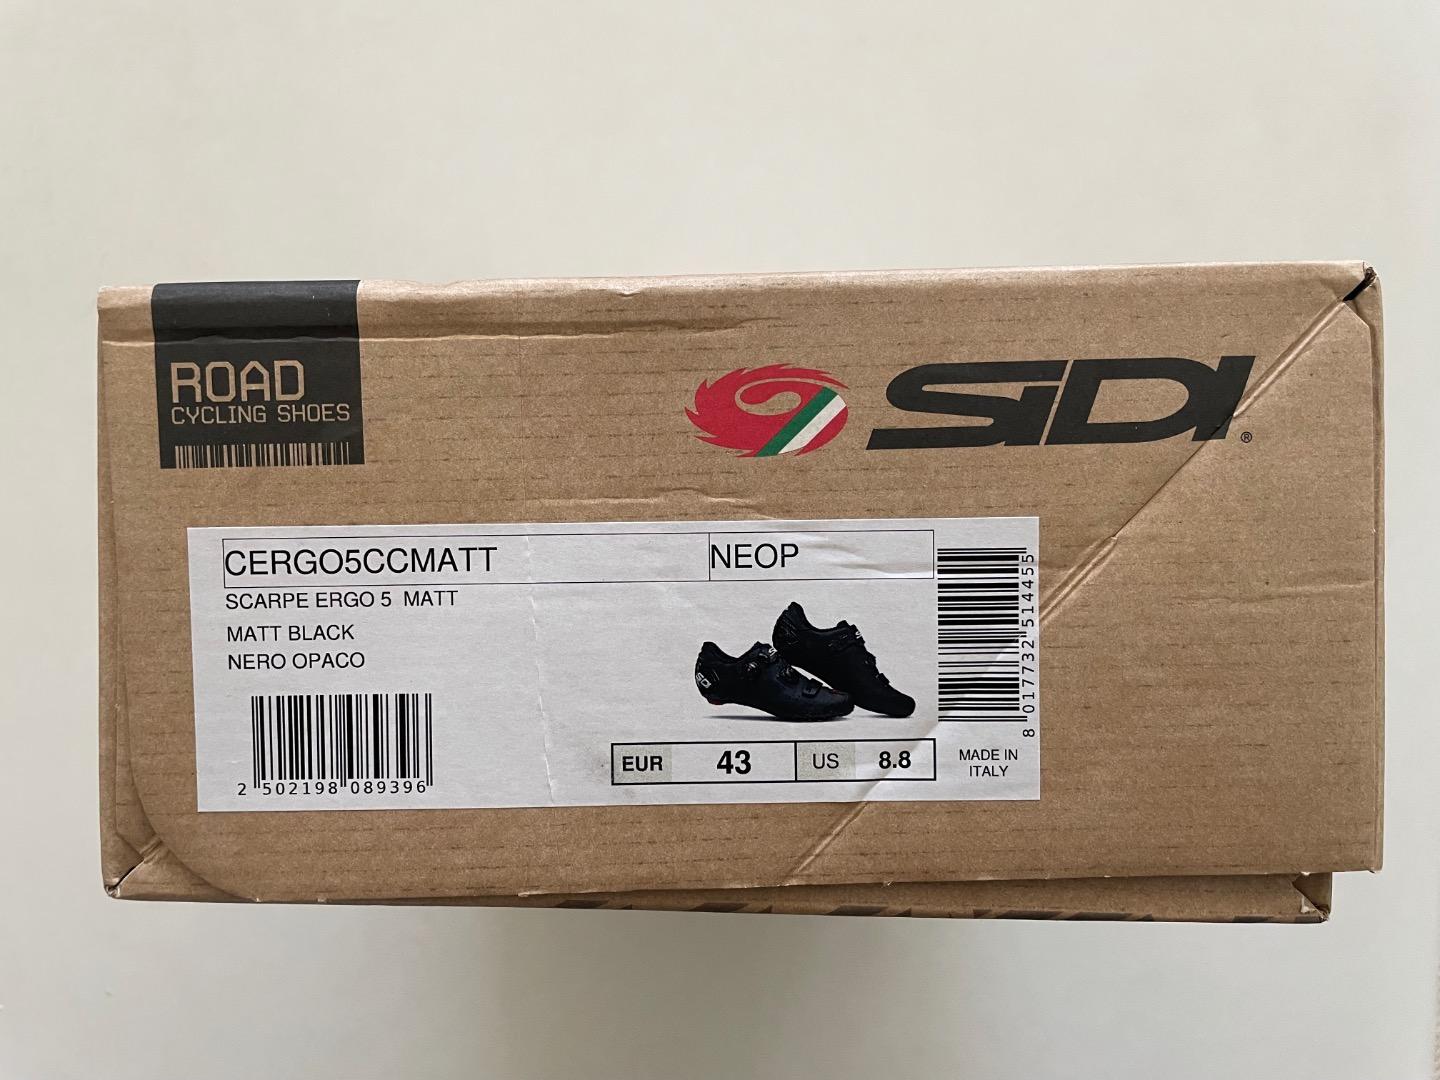 ROAD
CYCLING SHOES
SIDI®
CERGO5CCMATT
NEOP
SCARPE ERGO 5 MATT
MATT BLACK
NERO OPACO
SIDI
2 502198 089396
EUR 43 US 8.8
8 017732 514455
MADE IN
ITALY